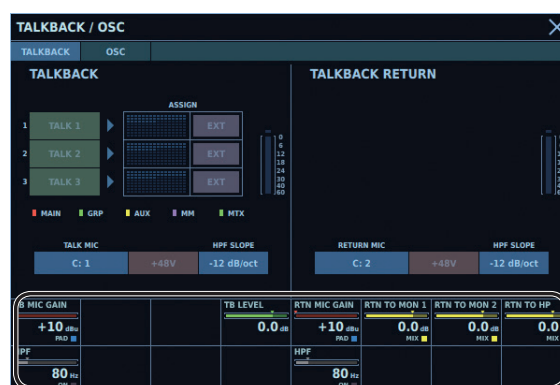 TALKBACK / OSC
TALKBACK OSC
TALKBACK
TALKBACK RETURN
ASSIGN
1 TALK 1 EXT
2 TALK 2 EXT
3 TALK 3 EXT
0
6
12
18
24
30
40
60
MAIN GRP AUX MM MTX
TALK MIC HPF SLOPE
C: 1 +48V -12 dB/oct
RETURN MIC HPF SLOPE
C: 2 -12 dB/oct
TB MIC GAIN TB LEVEL RTN MIC GAIN RTN TO MON 1 RTN TO MON 2 RTN TO HP
+10 dBu 0.0 dB +10 dBu 0.0 dB 0.0 dB 0.0
PAD PAD MIX MIX MIX
HPF HPF
80 Hz 80 Hz
ON ON